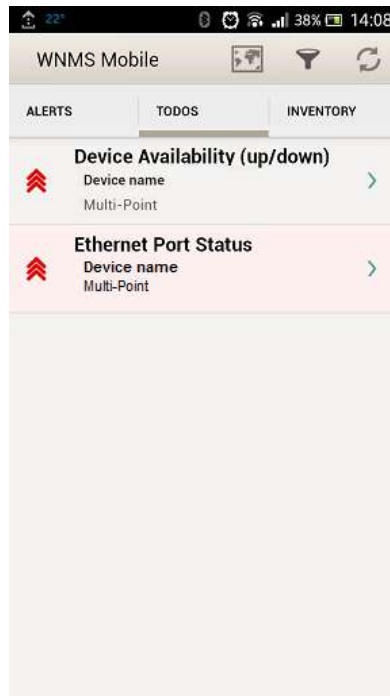 22° 38% 14:08
WNMS Mobile
ALERTS TODOS INVENTORY
Device Availability (up/down)
Device name
Multi-Point
Ethernet Port Status
Device name
Multi-Point